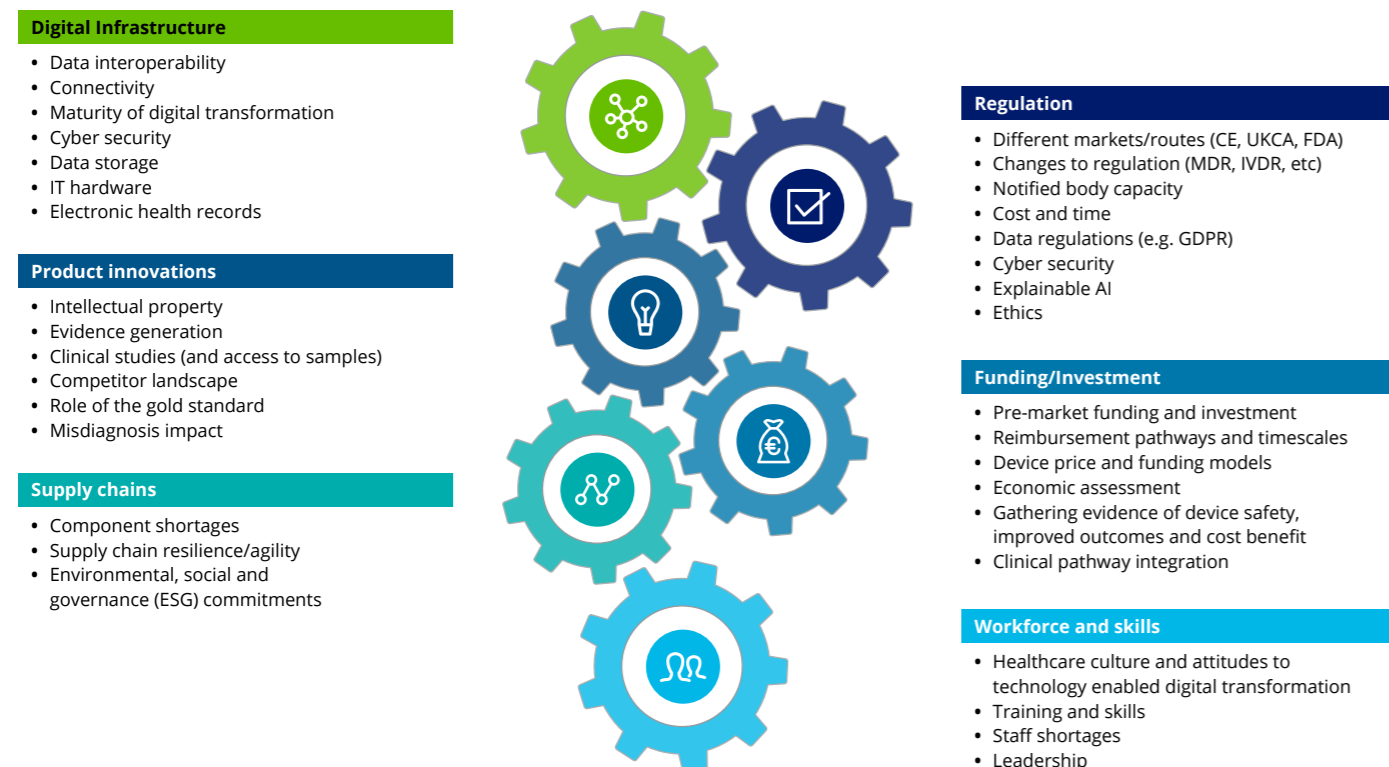 Digital Infrastructure
• Data interoperability
• Connectivity
• Maturity of digital transformation
• Cyber security
• Data storage
• IT hardware
• Electronic health records
Product innovations
• Intellectual property
• Evidence generation
• Clinical studies (and access to samples)
• Competitor landscape
• Role of the gold standard
• Misdiagnosis impact
Supply chains
• Component shortages
• Supply chain resilience/agility
• Environmental, social and
governance (ESG) commitments
€
Regulation
• Different markets/routes (CE, UKCA, FDA)
• Changes to regulation (MDR, IVDR, etc)
• Notified body capacity
• Cost and time
• Data regulations (e.g. GDPR)
• Cyber security
• Explainable AI
• Ethics
Funding/Investment
• Pre-market funding and investment
• Reimbursement pathways and timescales
• Device price and funding models
• Economic assessment
• Gathering evidence of device safety,
improved outcomes and cost benefit
• Clinical pathway integration
Workforce and skills
• Healthcare culture and attitudes to
technology enabled digital transformation
• Training and skills
• Staff shortages
• Leadership